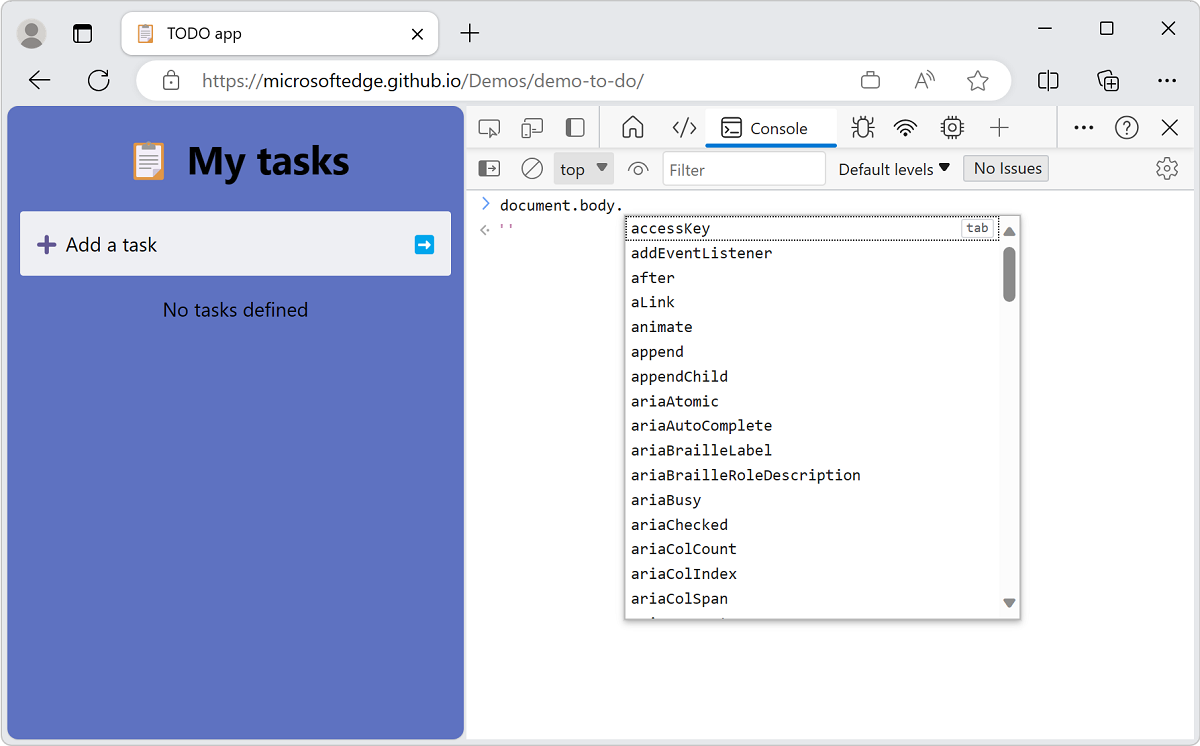 TODO app
https://microsoftedge.github.io/Demos/demo-to-do/
My tasks
Add a task
No tasks defined
Console
top
Filter
Default levels
No Issues
document.body.
''
accessKey tab
addEventListener
after
aLink
animate
append
appendChild
ariaAtomic
ariaAutoComplete
ariaBrailleLabel
ariaBrailleRoleDescription
ariaBusy
ariaChecked
ariaColCount
ariaColIndex
ariaColSpan